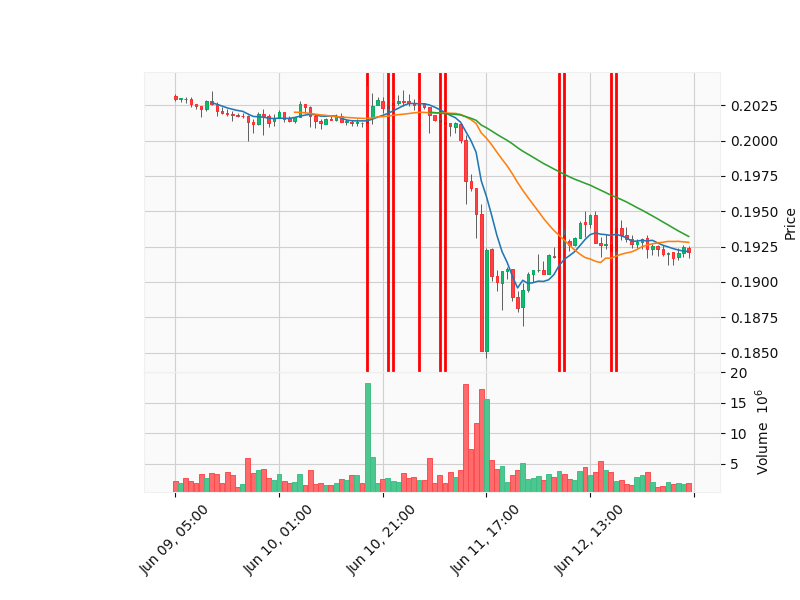 0.2025
0.2000
0.1975
0.1950
0.1925
0.1900
0.1875
0.1850
Price
20
15
10
5
Volume 10⁶
Jun 09, 05:00
Jun 10, 01:00
Jun 10, 21:00
Jun 11, 17:00
Jun 12, 13:00